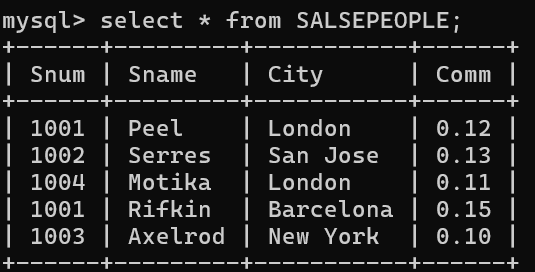 mysql> select * from SALSEPEOPLE;
+------+---------+-----------+------+
| Snum | Sname   | City      | Comm |
+------+---------+-----------+------+
| 1001 | Peel    | London    | 0.12 |
| 1002 | Serres  | San Jose  | 0.13 |
| 1004 | Motika  | London    | 0.11 |
| 1001 | Rifkin  | Barcelona | 0.15 |
| 1003 | Axelrod | New York  | 0.10 |
+------+---------+-----------+------+